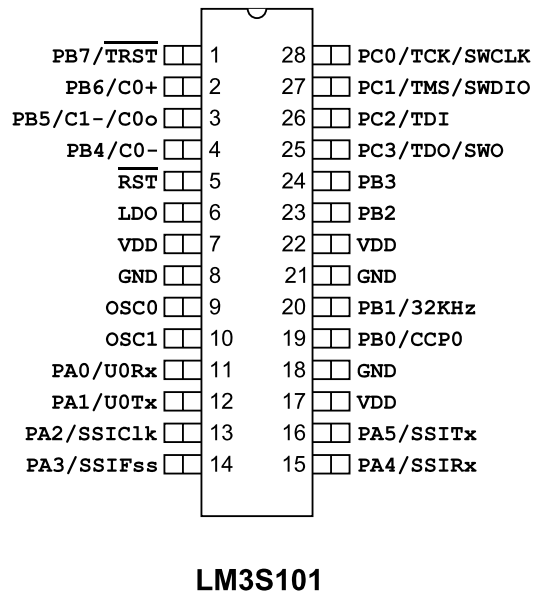 PB7/TRST 1 28 PC0/TCK/SWCLK
PB6/C0+ 2 27 PC1/TMS/SWDIO
PB5/C1-/C0o 3 26 PC2/TDI
PB4/C0- 4 25 PC3/TDO/SWO
RST 5 24 PB3
LDO 6 23 PB2
VDD 7 22 VDD
GND 8 21 GND
OSC0 9 20 PB1/32KHz
OSC1 10 19 PB0/CCP0
PA0/U0Rx 11 18 GND
PA1/U0Tx 12 17 VDD
PA2/SSIClk 13 16 PA5/SSITx
PA3/SSIFss 14 15 PA4/SSIRx
LM3S101